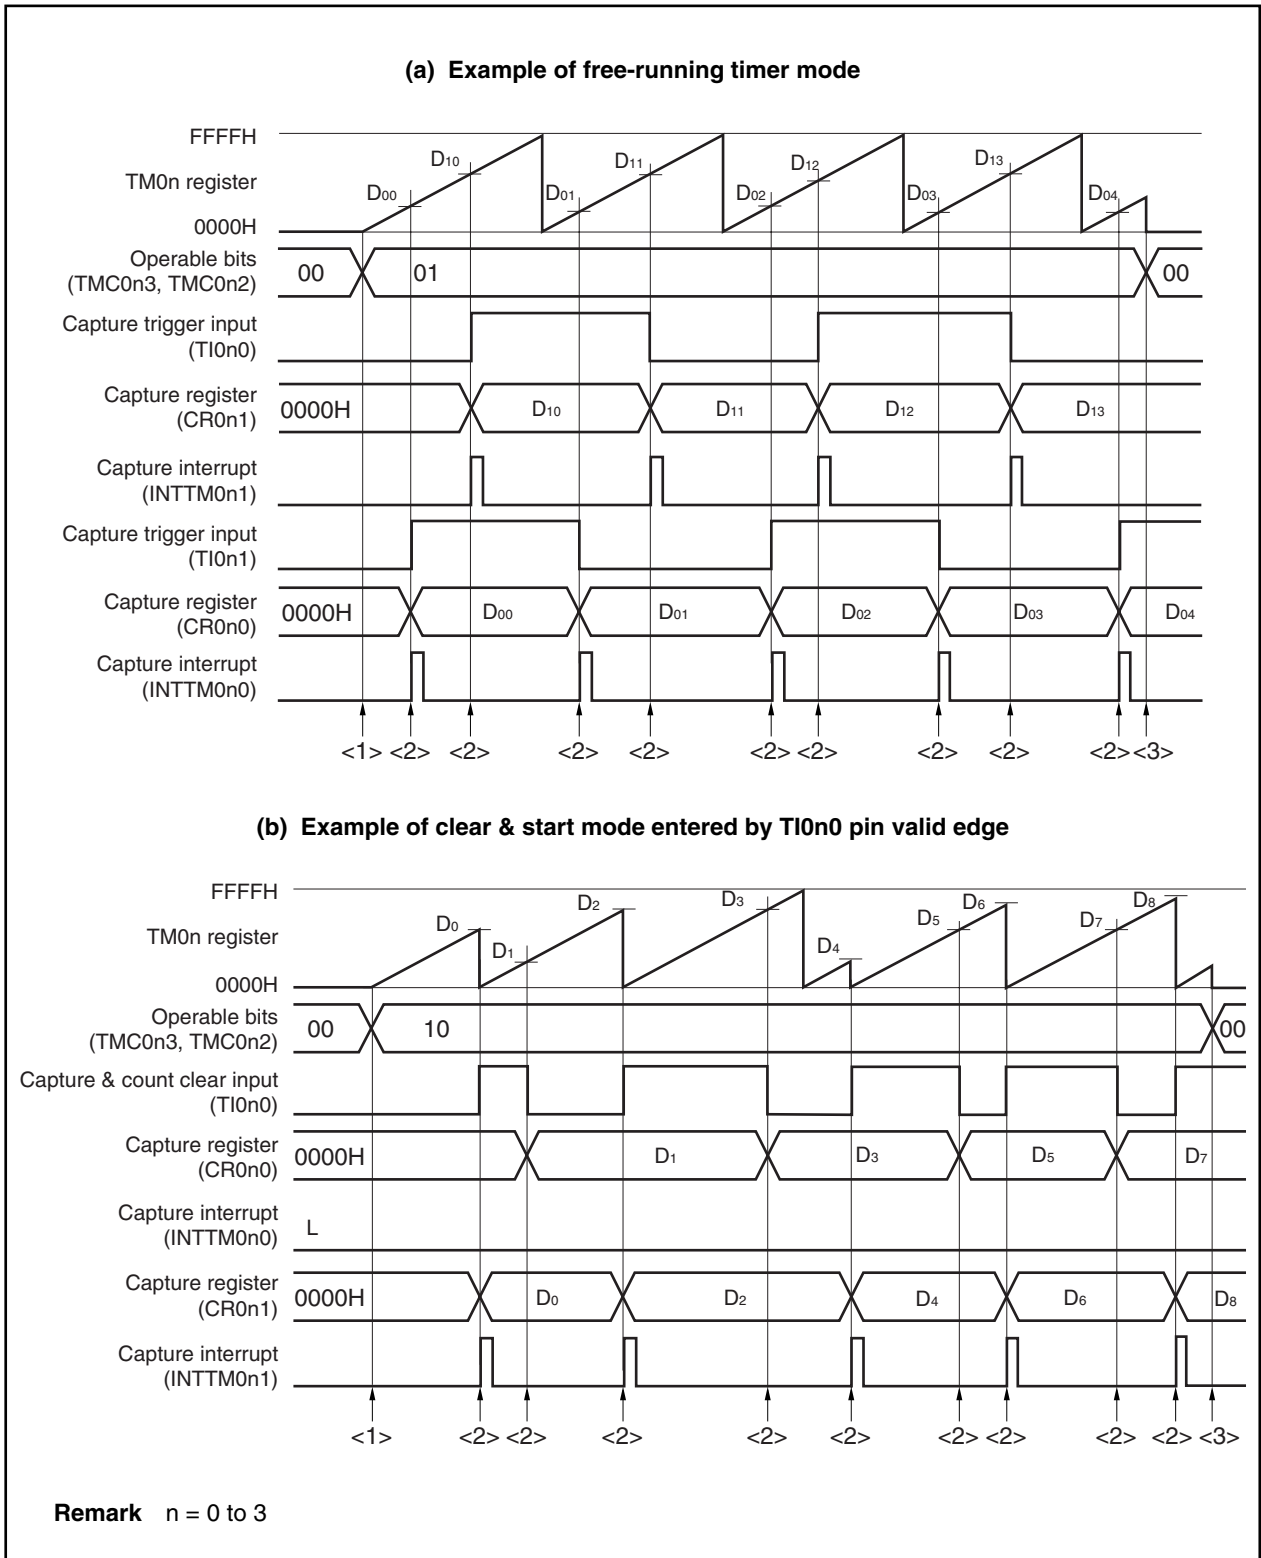 (a) Example of free-running timer mode
FFFFH
TM0n register
0000H
D10
D11
D12
D13
D00
D01
D02
D03
D04
Operable bits
(TMC0n3, TMC0n2)
00
01
00
Capture trigger input
(TI0n0)
Capture register
(CR0n1)
0000H
D10
D11
D12
D13
Capture interrupt
(INTTM0n1)
Capture trigger input
(TI0n1)
Capture register
(CR0n0)
0000H
D00
D01
D02
D03
D04
Capture interrupt
(INTTM0n0)
<1> <2> <2> <2> <2> <2> <2> <2> <2> <2> <3>
(b) Example of clear & start mode entered by TI0n0 pin valid edge
FFFFH
TM0n register
0000H
D0
D1
D2
D3
D4
D5
D6
D7
D8
Operable bits
(TMC0n3, TMC0n2)
00
10
00
Capture & count clear input
(TI0n0)
Capture register
(CR0n0)
0000H
D1
D3
D5
D7
Capture interrupt
(INTTM0n0)
L
Capture register
(CR0n1)
0000H
D0
D2
D4
D6
D8
Capture interrupt
(INTTM0n1)
<1> <2> <2> <2> <2> <2> <2> <2> <2> <2> <3>
Remark n = 0 to 3